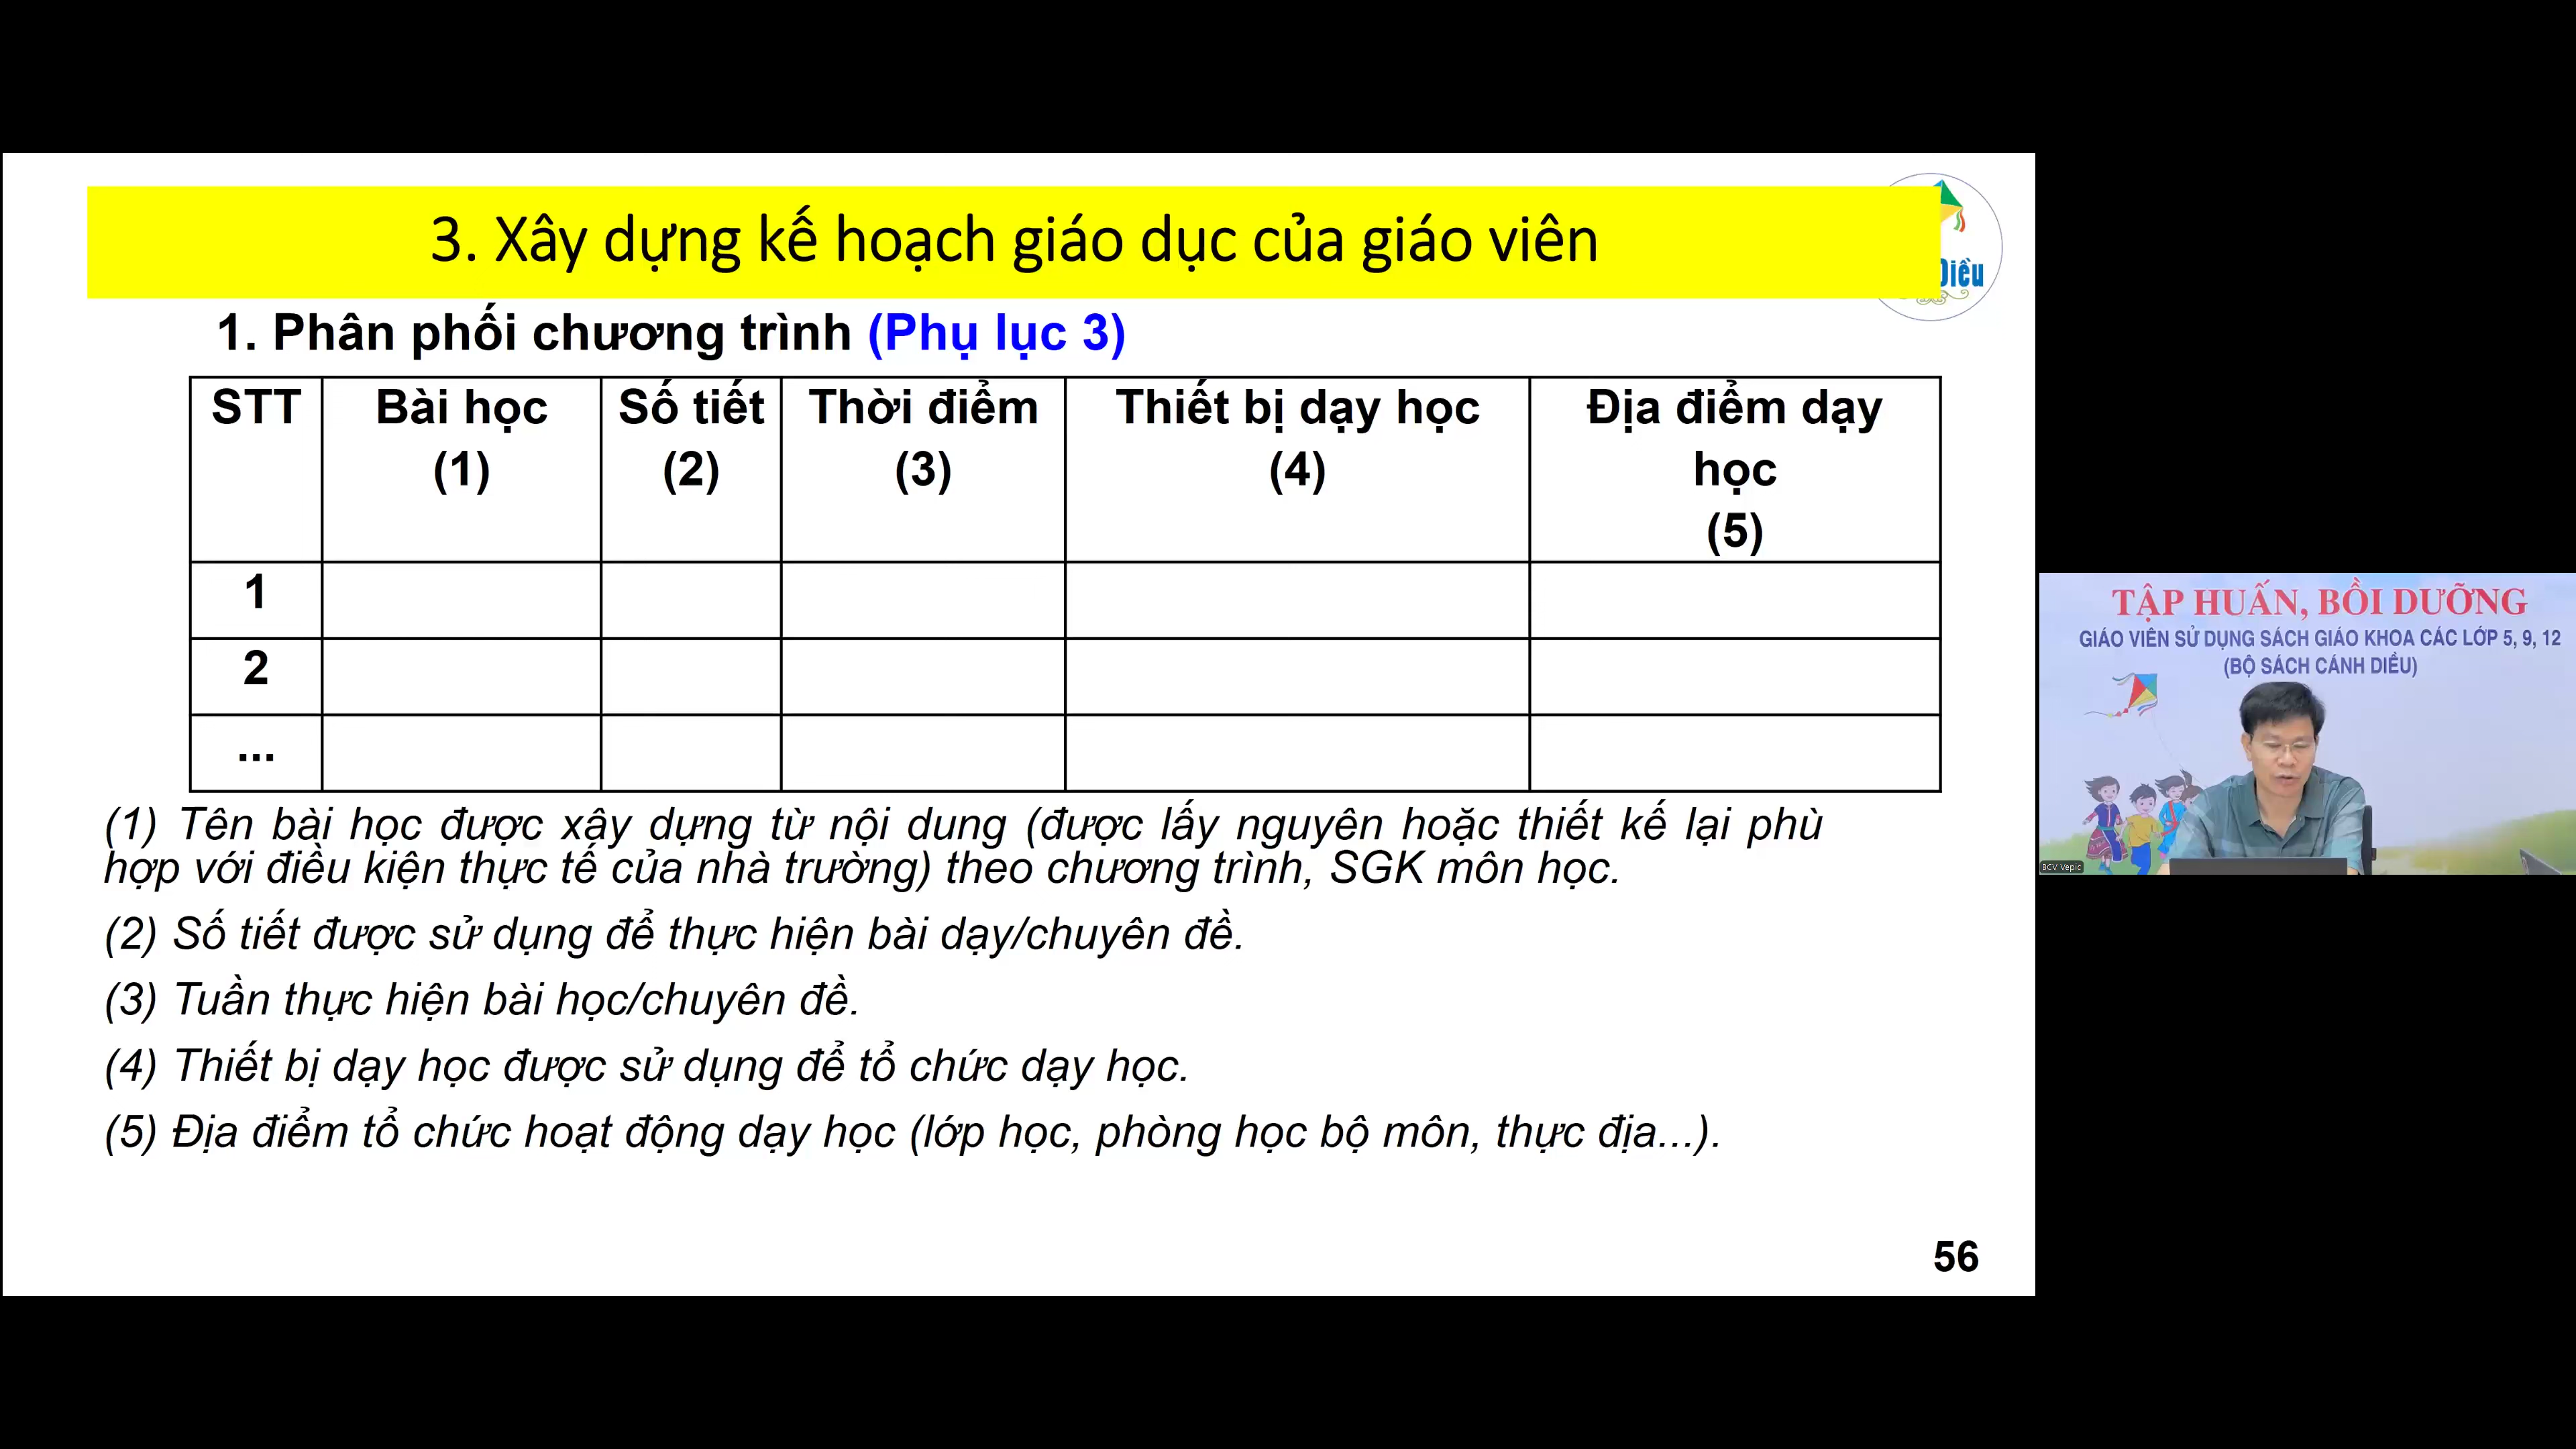 3. Xây dựng kế hoạch giáo dục của giáo viên
Diều
1. Phân phối chương trình (Phụ lục 3)
STT
Bài học
(1)
Số tiết
(2)
Thời điểm
(3)
Thiết bị dạy học
(4)
Địa điểm dạy
học
(5)
1
2
...
(1) Tên bài học được xây dựng từ nội dung (được lấy nguyên hoặc thiết kế lại phù
hợp với điều kiện thực tế của nhà trường) theo chương trình, SGK môn học.
(2) Số tiết được sử dụng để thực hiện bài dạy/chuyên đề.
(3) Tuần thực hiện bài học/chuyên đề.
(4) Thiết bị dạy học được sử dụng để tổ chức dạy học.
(5) Địa điểm tổ chức hoạt động dạy học (lớp học, phòng học bộ môn, thực địa...).
56
TẬP HUẤN, BỒI DƯỠNG
GIÁO VIÊN SỬ DỤNG SÁCH GIÁO KHOA CÁC LỚP 5, 9, 12
(BỘ SÁCH CÁNH DIỀU)
BCV Vepic